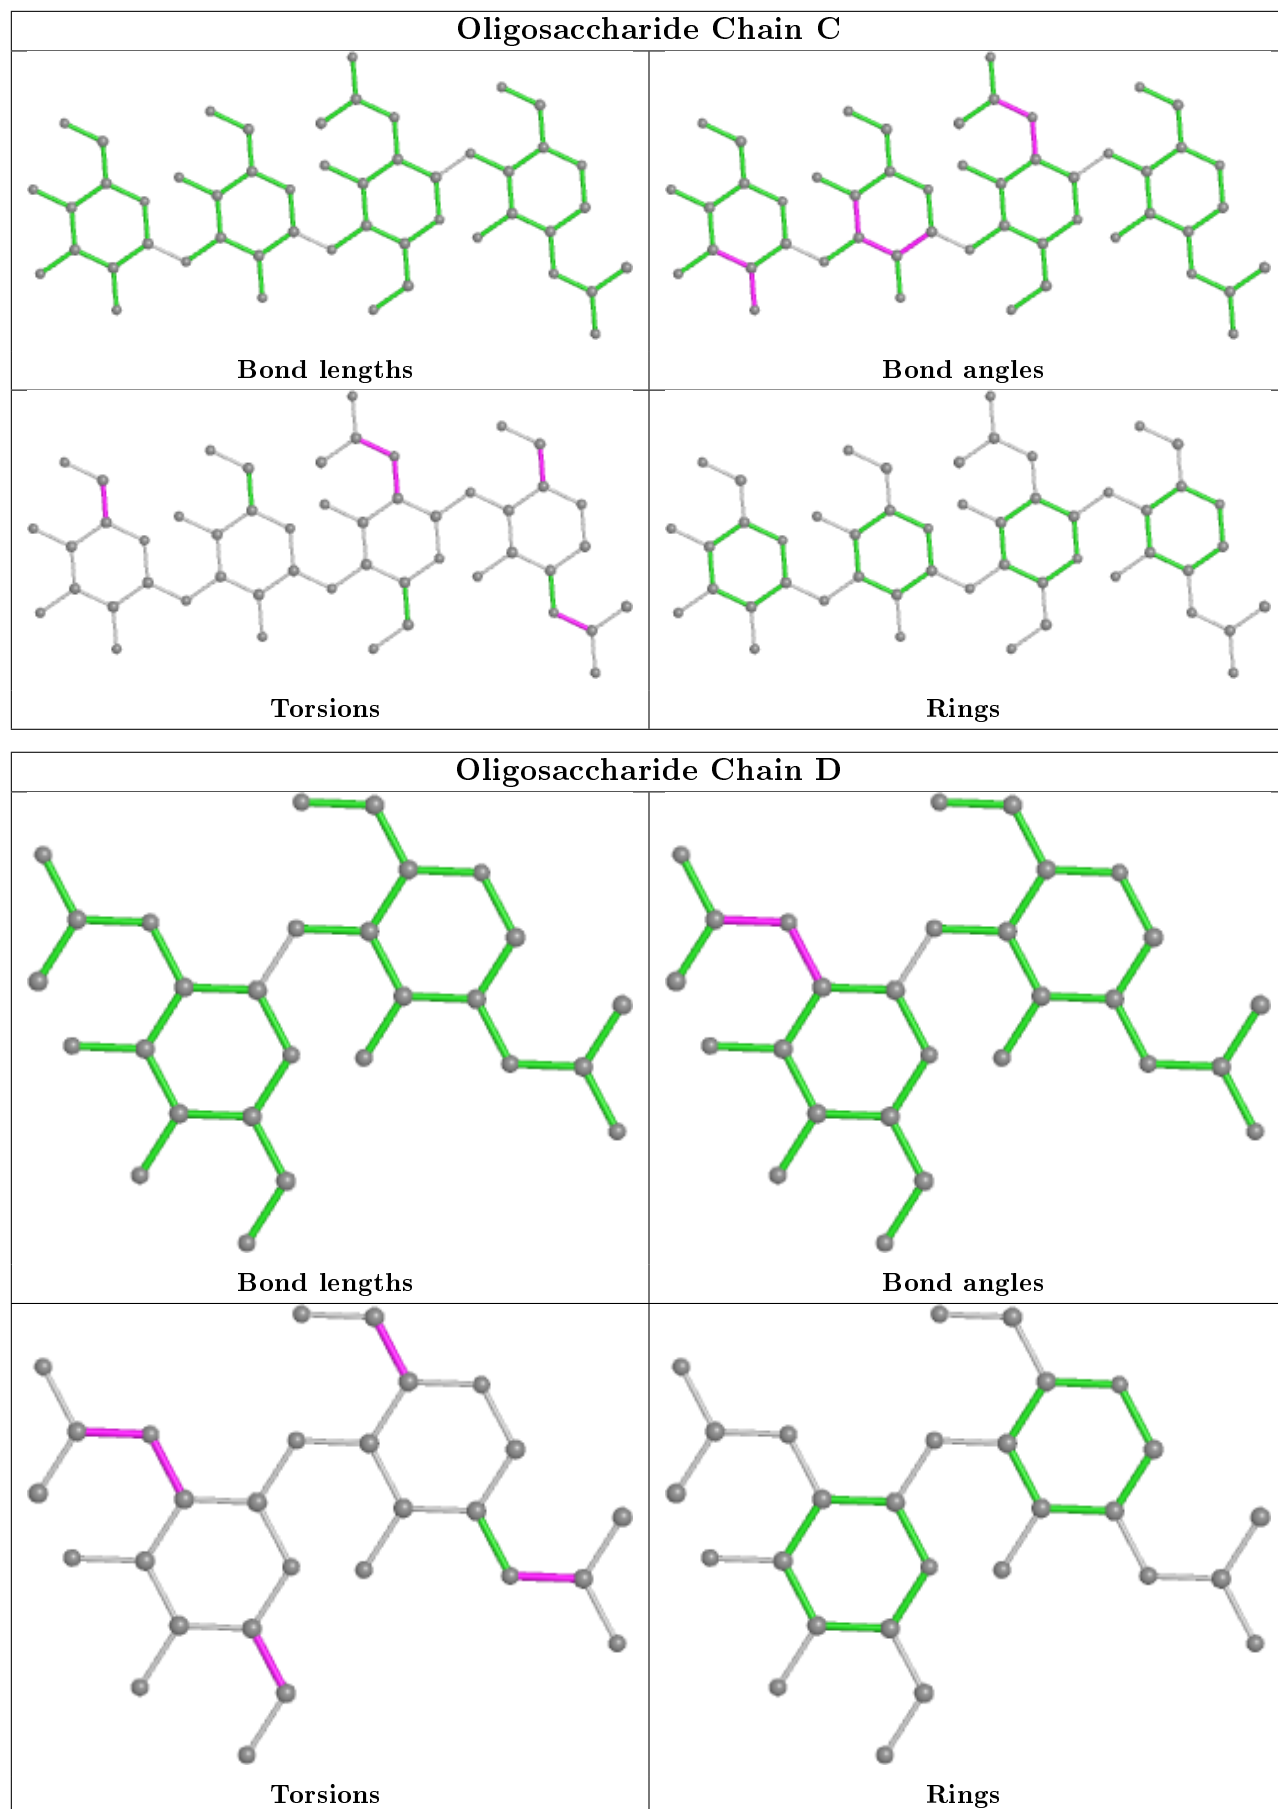 Oligosaccharide Chain C
Bond lengths
Bond angles
Torsions
Rings
Oligosaccharide Chain D
Bond lengths
Bond angles
Torsions
Rings